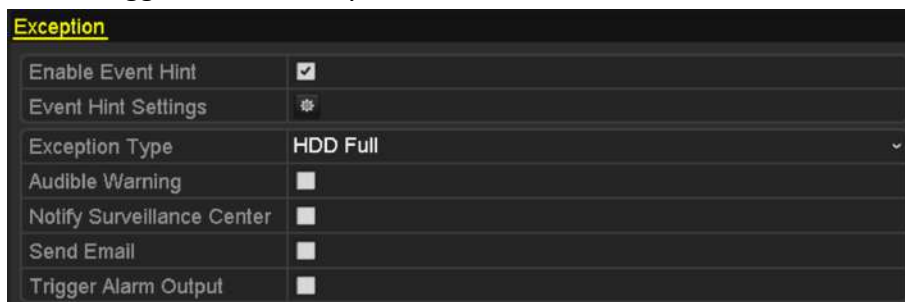 Exception
Enable Event Hint
Event Hint Settings
Exception Type HDD Full
Audible Warning
Notify Surveillance Center
Send Email
Trigger Alarm Output